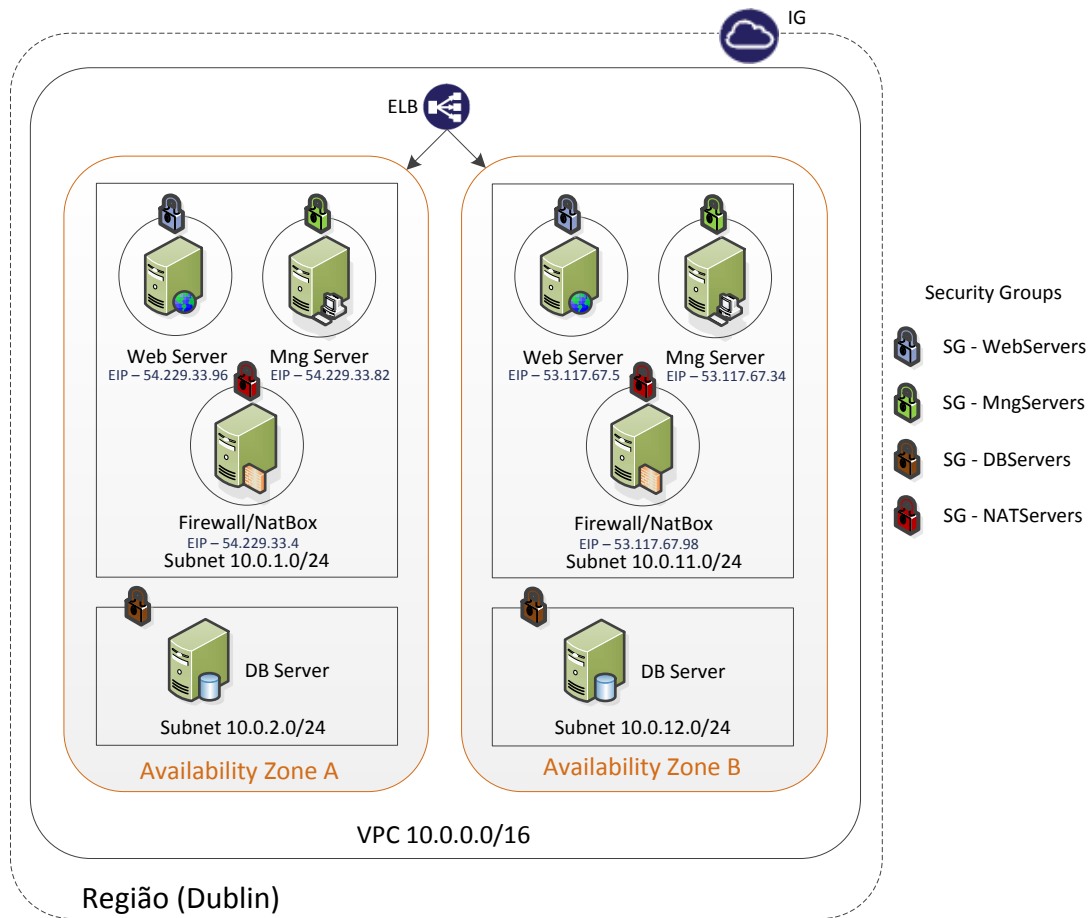 IG
ELB
Web Server
EIP – 54.229.33.96
Mng Server
EIP – 54.229.33.82
Firewall/NatBox
EIP – 54.229.33.4
Subnet 10.0.1.0/24
DB Server
Subnet 10.0.2.0/24
Availability Zone A
Web Server
EIP – 53.117.67.5
Mng Server
EIP – 53.117.67.34
Firewall/NatBox
EIP – 53.117.67.98
Subnet 10.0.11.0/24
DB Server
Subnet 10.0.12.0/24
Availability Zone B
VPC 10.0.0.0/16
Região (Dublin)
Security Groups
SG - WebServers
SG - MngServers
SG - DBServers
SG - NATServers